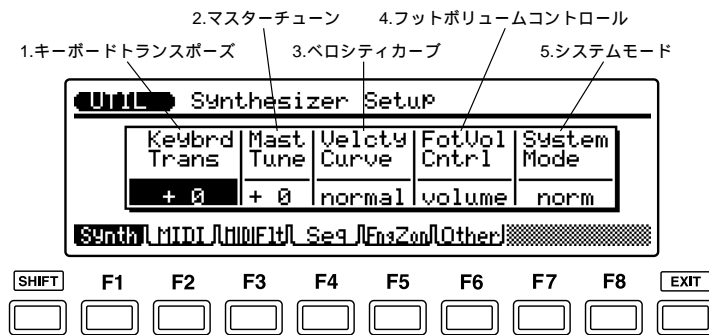 2.マスターチューン 4.フットボリュームコントロール
1.キーボードトランスポーズ 3.ベロシティカーブ 5.システムモード
UTIL Synthesizer Setup
Keybrd Mast Velcty FotVol System
Trans Tune Curve Cntrl Mode
+ 0 + 0 normal volume norm
Synth MIDI MIDIFlt Seq EngZon Other
SHIFT F1 F2 F3 F4 F5 F6 F7 F8 EXIT